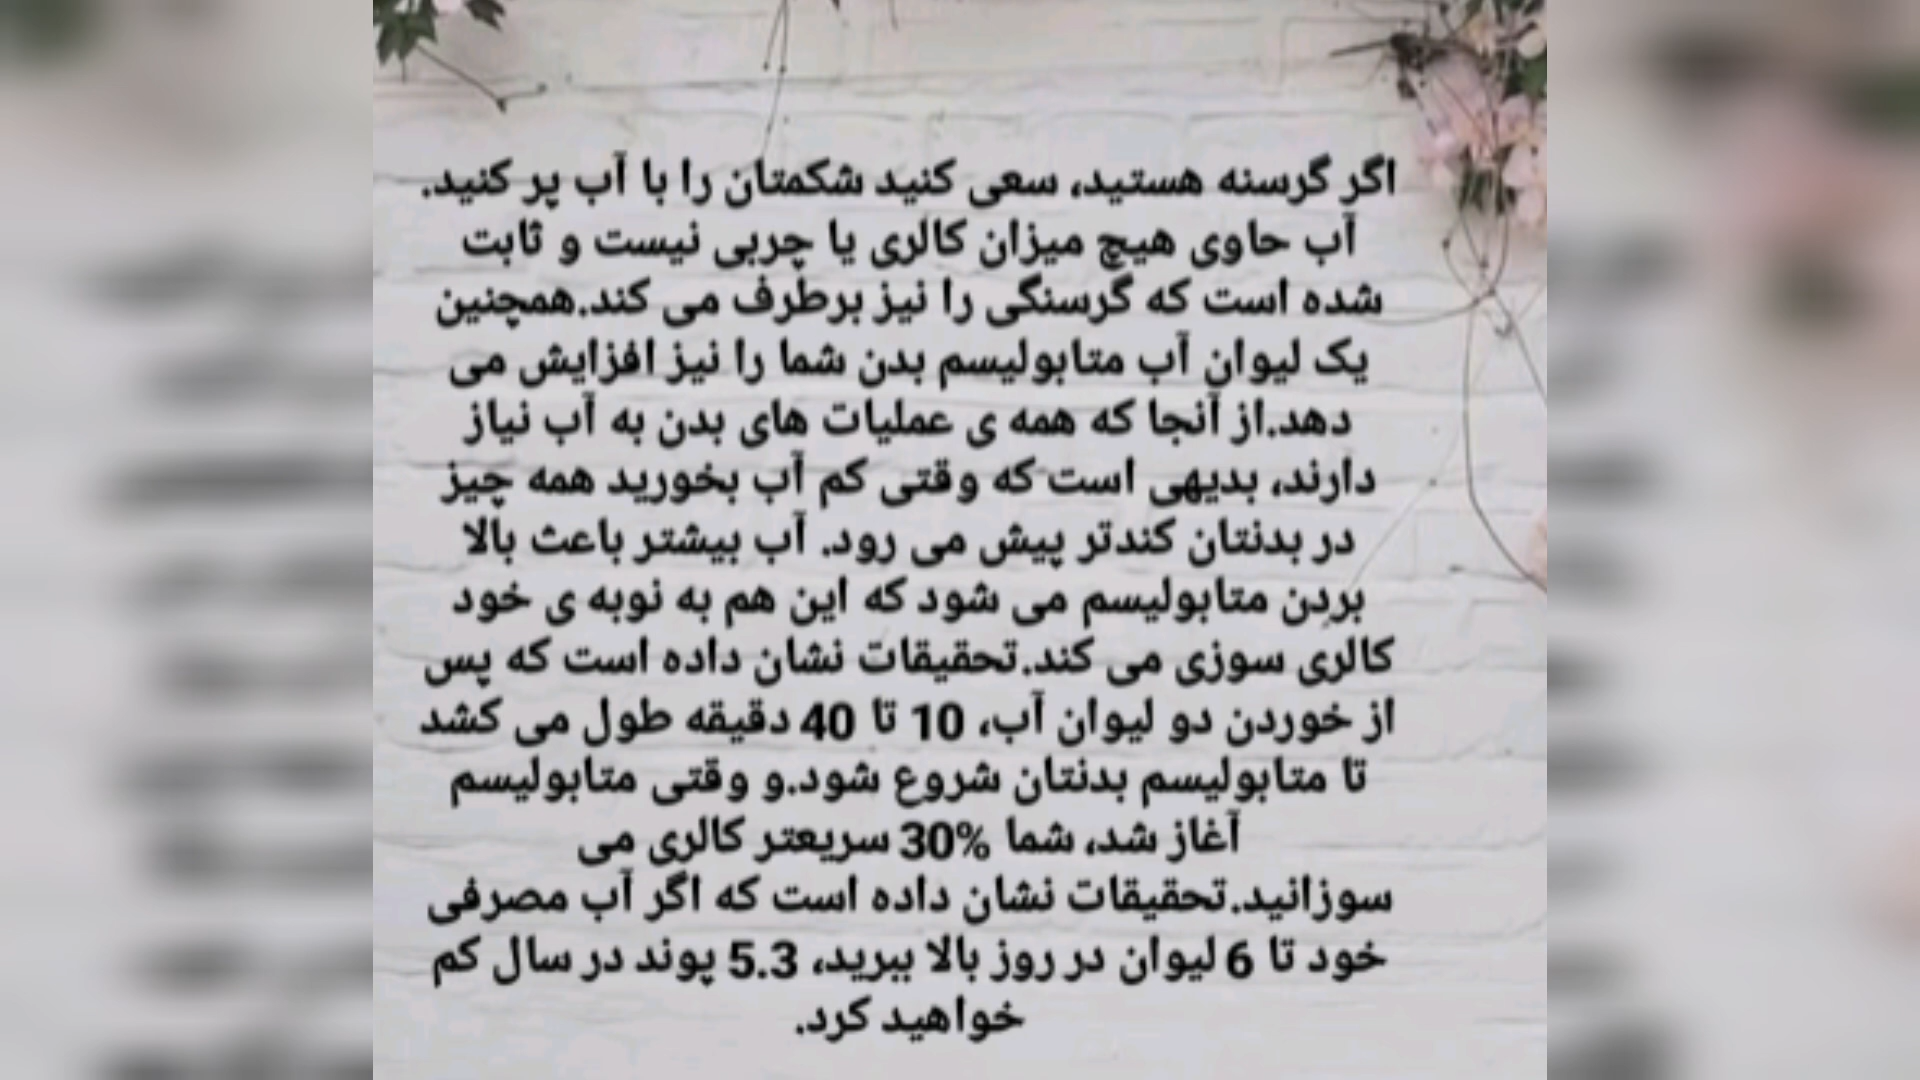 اگر گرسنه هستید، سعی کنید شکمتان را با آب پر کنید.
آب حاوی هیچ میزان کالری یا چربی نیست و ثابت
شده است که گرسنگی را نیز برطرف می کند.همچنین
یک لیوان آب متابولیسم بدن شما را نیز افزایش می
دهد.از آنجا که همه ی عملیات های بدن به آب نیاز
دارند، بدیهی است که وقتی کم آب بخورید همه چیز
در بدنتان کندتر پیش می رود. آب بیشتر باعث بالا
بردن متابولیسم می شود که این هم به نوبه ی خود
کالری سوزی می کند.تحقیقات نشان داده است که پس
از خوردن دو لیوان آب، 10 تا 40 دقیقه طول می کشد
تا متابولیسم بدنتان شروع شود.و وقتی متابولیسم
آغاز شد، شما 30% سریعتر کالری می
سوزانید.تحقیقات نشان داده است که اگر آب مصرفی
خود تا 6 لیوان در روز بالا ببرید، 5.3 پوند در سال کم
خواهید کرد.